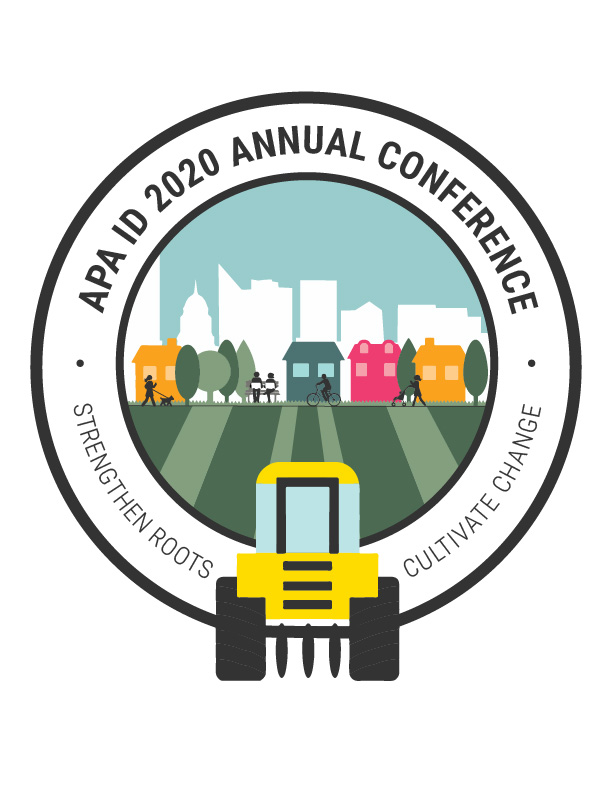 APA ID 2020 ANNUAL CONFERENCE
STRENGTHEN ROOTS
CULTIVATE CHANGE